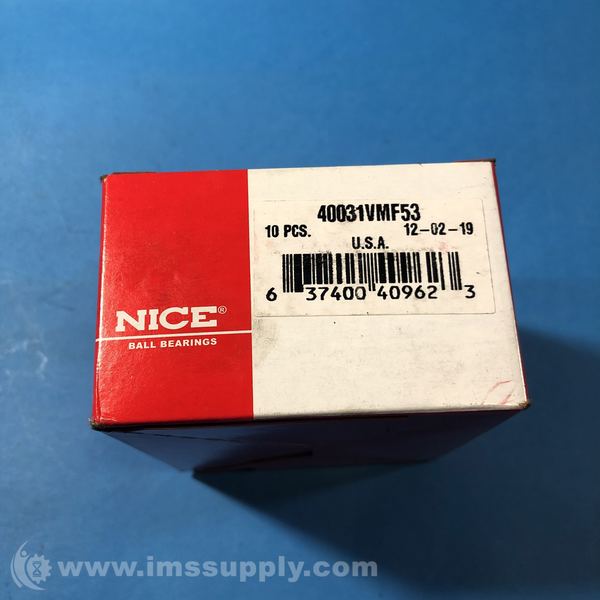 40031VMF53
10 PCS. 12-02-19
U.S.A.
6 37400 40962 3
NICE®
BALL BEARINGS
www.imssupply.com